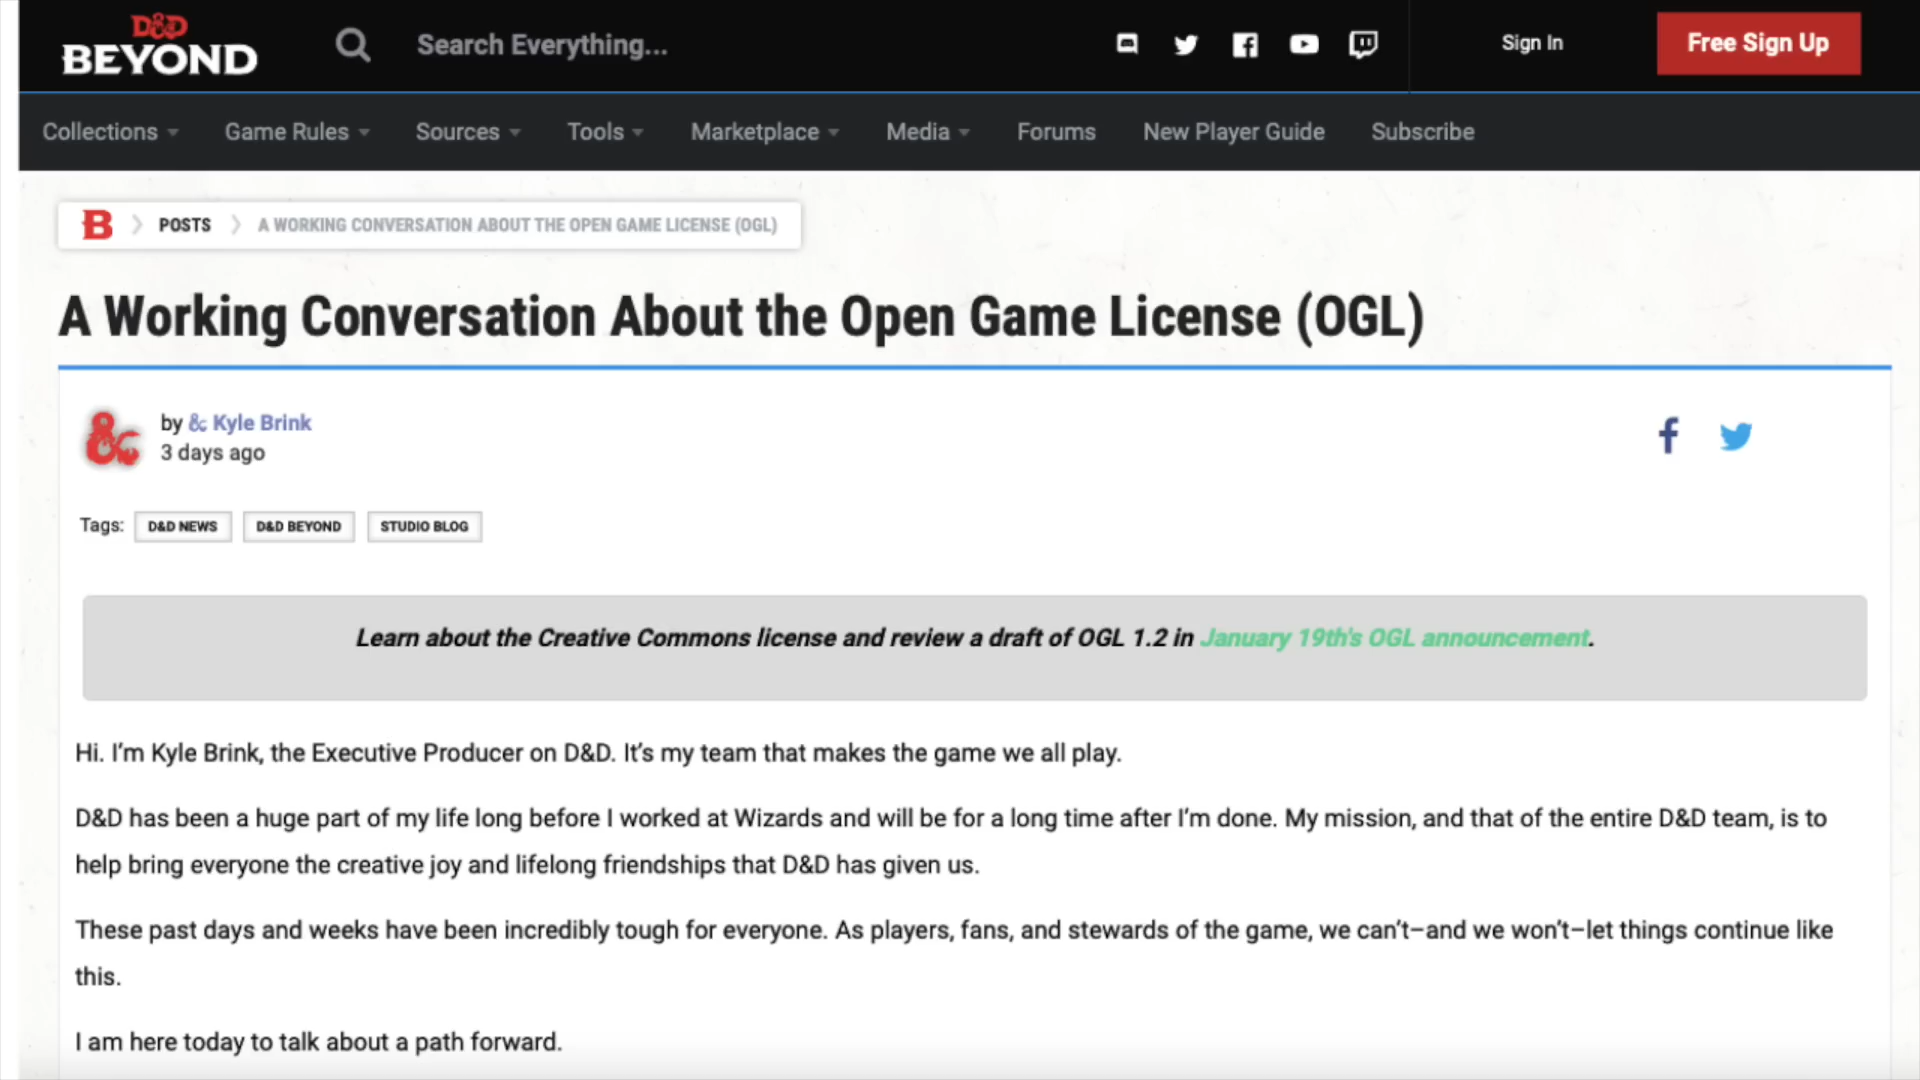 D&D
BEYOND
Search Everything...
Sign In
Free Sign Up
Collections
Game Rules
Sources
Tools
Marketplace
Media
Forums
New Player Guide
Subscribe
B
POSTS
A WORKING CONVERSATION ABOUT THE OPEN GAME LICENSE (OGL)
A Working Conversation About the Open Game License (OGL)
by & Kyle Brink
3 days ago
Tags: D&D NEWS D&D BEYOND STUDIO BLOG
Learn about the Creative Commons license and review a draft of OGL 1.2 in January 19th's OGL announcement.
Hi. I’m Kyle Brink, the Executive Producer on D&D. It’s my team that makes the game we all play.
D&D has been a huge part of my life long before I worked at Wizards and will be for a long time after I’m done. My mission, and that of the entire D&D team, is to
help bring everyone the creative joy and lifelong friendships that D&D has given us.
These past days and weeks have been incredibly tough for everyone. As players, fans, and stewards of the game, we can’t–and we won’t–let things continue like
this.
I am here today to talk about a path forward.